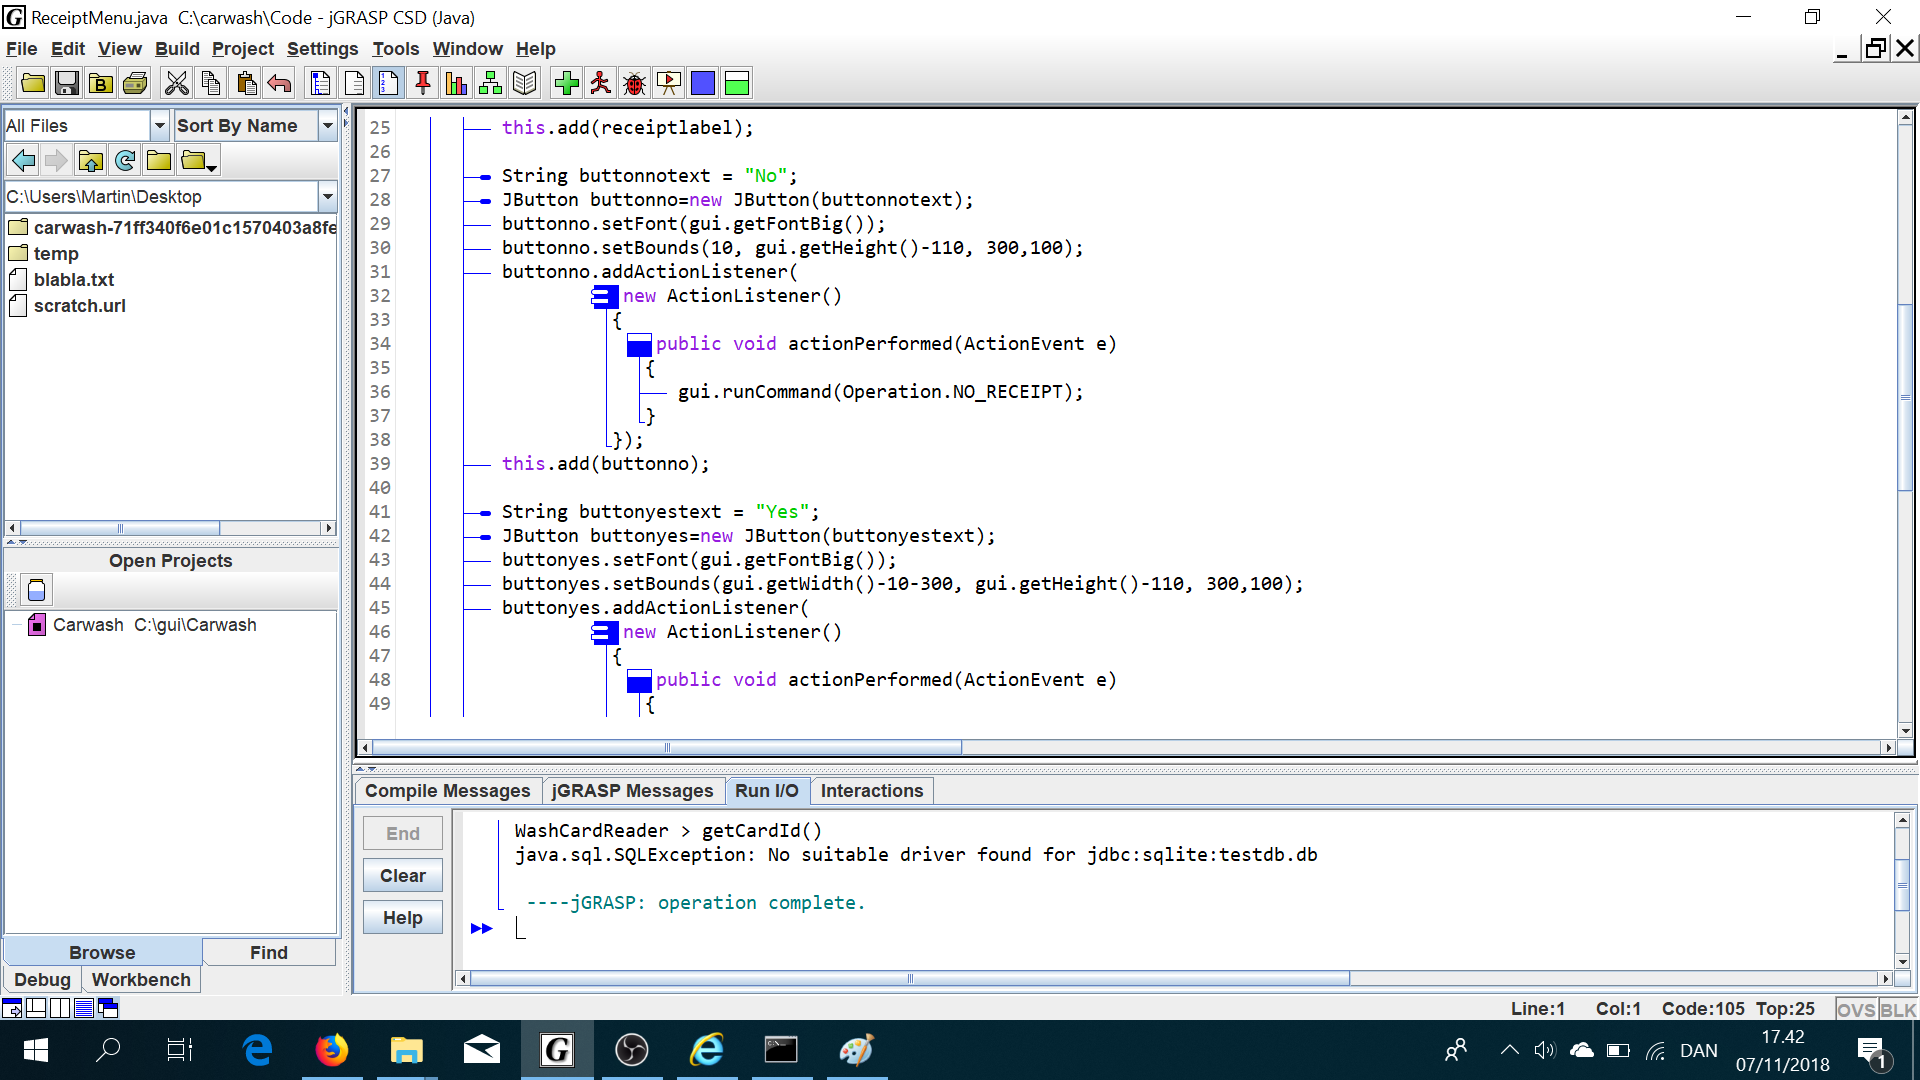 ReceiptMenu.java  C:\carwash\Code - jGRASP CSD (Java)
File Edit View Build Project Settings Tools Window Help
All Files
Sort By Name
C:\Users\Martin\Desktop
carwash-71ff340f6e01c1570403a8fe
temp
blabla.txt
scratch.url
Open Projects
Carwash  C:\gui\Carwash
Browse
Find
Debug
Workbench
25 this.add(receiptlabel);
26
27 String buttonnotext = "No";
28 JButton buttonno=new JButton(buttonnotext);
29 buttonno.setFont(gui.getFontBig());
30 buttonno.setBounds(10, gui.getHeight()-110, 300,100);
31 buttonno.addActionListener(
32 new ActionListener()
33 {
34 public void actionPerformed(ActionEvent e)
35 {
36 gui.runCommand(Operation.NO_RECEIPT);
37 }
38 });
39 this.add(buttonno);
40
41 String buttonyestext = "Yes";
42 JButton buttonyes=new JButton(buttonyestext);
43 buttonyes.setFont(gui.getFontBig());
44 buttonyes.setBounds(gui.getWidth()-10-300, gui.getHeight()-110, 300,100);
45 buttonyes.addActionListener(
46 new ActionListener()
47 {
48 public void actionPerformed(ActionEvent e)
49 {
Compile Messages
jGRASP Messages
Run I/O
Interactions
End
Clear
Help
WashCardReader > getCardId()
java.sql.SQLException: No suitable driver found for jdbc:sqlite:testdb.db
----jGRASP: operation complete.
Line:1 Col:1 Code:105 Top:25 OVS BLK
DAN
17.42
07/11/2018
1